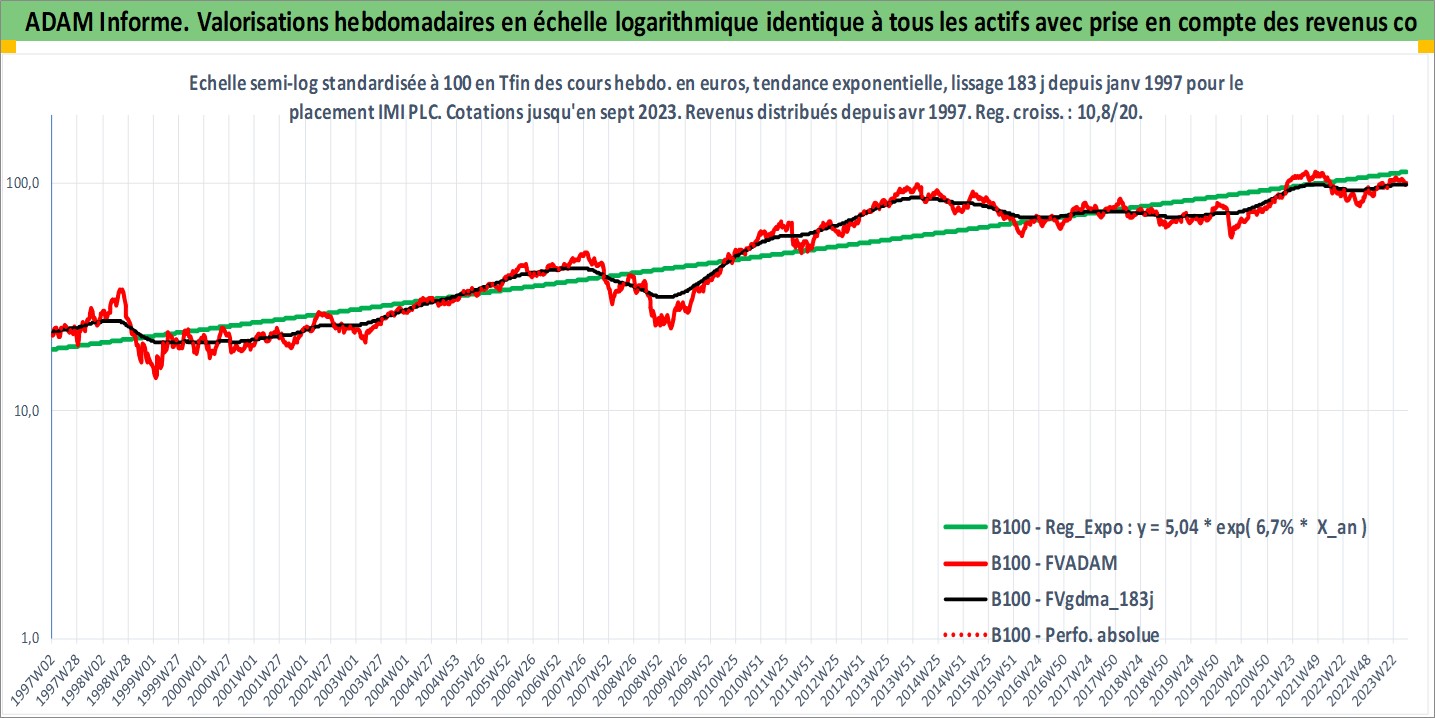 ADAM Informe. Valorisations hebdomadaires en échelle logarithmique identique à tous les actifs avec prise en compte des revenus co
Echelle semi-log standardisée à 100 en Tfin des cours hebdo. en euros, tendance exponentielle, lissage 183 j depuis janv 1997 pour le
placement IMI PLC. Cotations jusqu'en sept 2023. Revenus distribués depuis avr 1997. Reg. croiss. : 10,8/20.
100,0
10,0
1,0
B100 - Reg_Expo : y = 5,04 * exp( 6,7% * X_an )
B100 - FVADAM
B100 - FVgdma_183j
B100 - Perfo. absolue
1997W02
1997W28
1998W02
1998W28
1999W01
1999W27
2000W01
2000W27
2001W01
2001W27
2002W01
2002W27
2003W01
2003W27
2004W01
2004W27
2004W53
2005W26
2005W52
2006W26
2006W52
2007W26
2007W52
2008W26
2008W52
2009W26
2009W52
2010W25
2010W51
2011W25
2011W51
2012W25
2012W51
2013W25
2013W51
2014W25
2014W51
2015W25
2015W51
2016W24
2016W50
2017W24
2017W50
2018W24
2018W50
2019W24
2019W50
2020W24
2020W50
2021W23
2021W49
2022W22
2022W48
2023W22